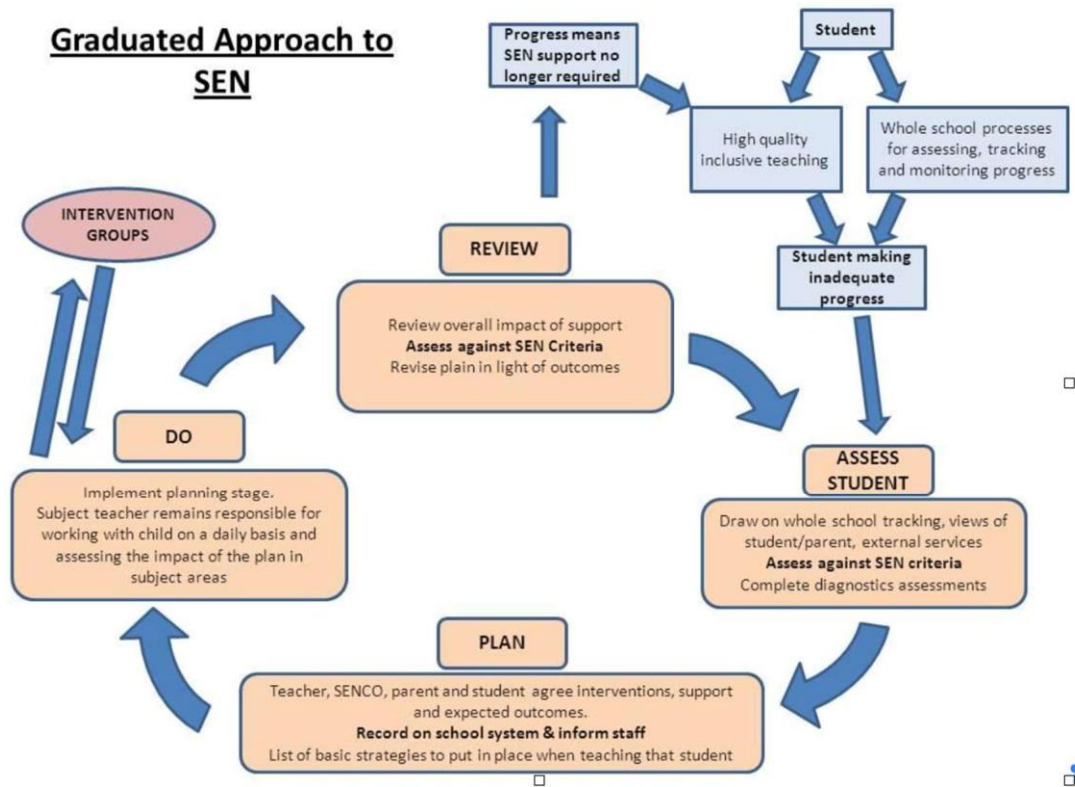 Graduated Approach to
SEN
Progress means
SEN support no
longer required
Student
High quality
inclusive teaching
Whole school processes
for assessing, tracking
and monitoring progress
Student making
inadequate
progress
INTERVENTION
GROUPS
REVIEW
Review overall impact of support
Assess against SEN Criteria
Revise plain in light of outcomes
ASSESS
STUDENT
Draw on whole school tracking, views of
student/parent, external services
Assess against SEN criteria
Complete diagnostics assessments
PLAN
Teacher, SENCO, parent and student agree interventions, support
and expected outcomes.
Record on school system & inform staff
List of basic strategies to put in place when teaching that student
DO
Implement planning stage.
Subject teacher remains responsible for
working with child on a daily basis and
assessing the impact of the plan in
subject areas